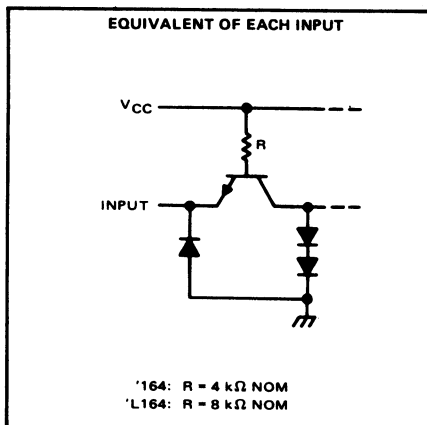 EQUIVALENT OF EACH INPUT
VCC
R
INPUT
'164: R = 4 kΩ NOM
'L164: R = 8 kΩ NOM